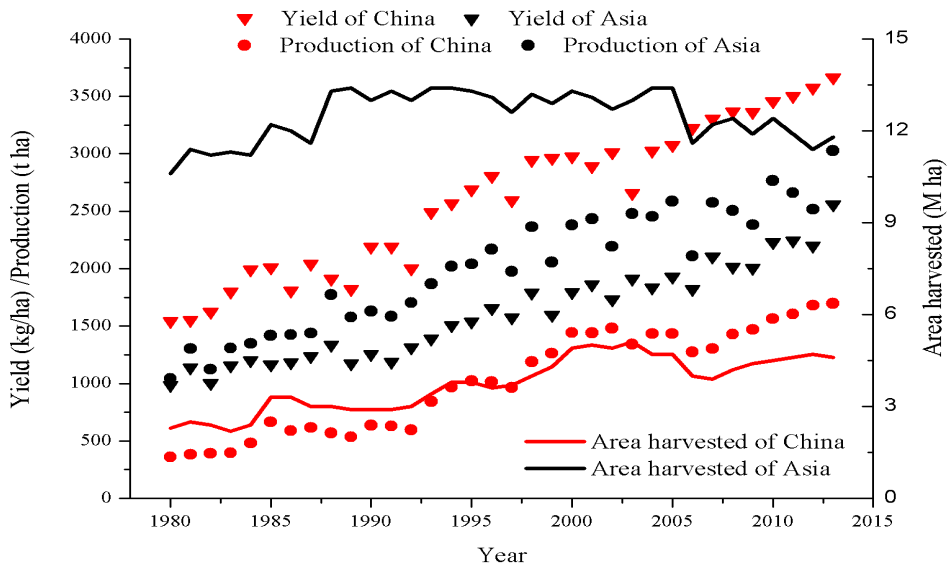 Yield of China Yield of Asia
Production of China Production of Asia
4000
3500
3000
2500
2000
1500
1000
500
0
15
12
9
6
3
0
Yield (kg/ha) /Production (t ha)
Area harvested (M ha)
Area harvested of China
Area harvested of Asia
1980 1985 1990 1995 2000 2005 2010 2015
Year